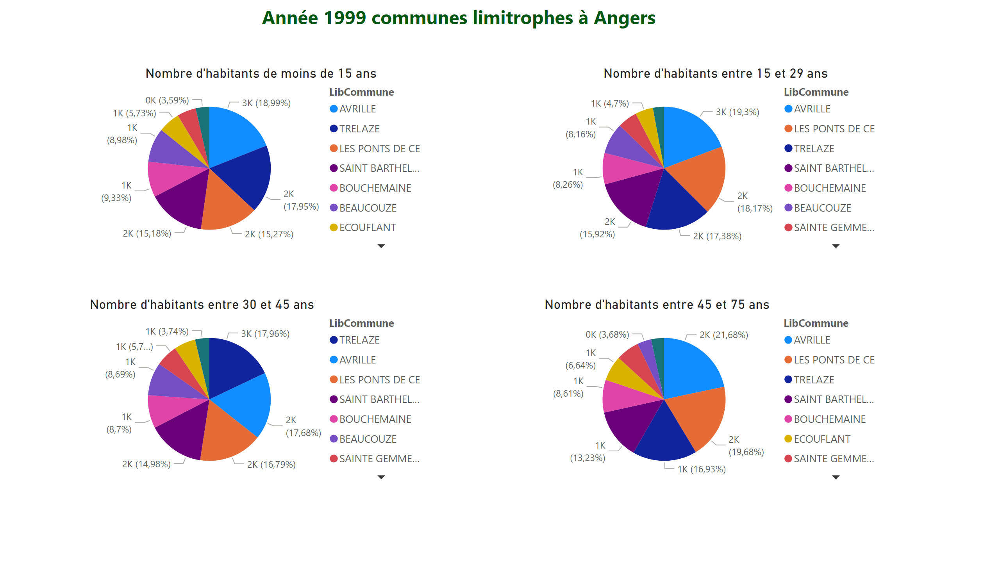 Année 1999 communes limitrophes à Angers
Nombre d'habitants de moins de 15 ans
0K (3,59%)
3K (18,99%)
1K (5,73%)
1K
(8,98%)
1K
(9,33%)
2K
(17,95%)
2K (15,18%)
2K (15,27%)
LibCommune
AVRILLE
TRELAZE
LES PONTS DE CE
SAINT BARTHEL...
BOUCHEMAINE
BEAUCOUZE
ECOUFLANT
Nombre d'habitants entre 15 et 29 ans
1K (4,7%)
3K (19,3%)
1K
(8,16%)
1K
(8,26%)
2K
(18,17%)
2K
(15,92%)
2K (17,38%)
LibCommune
AVRILLE
LES PONTS DE CE
TRELAZE
SAINT BARTHEL...
BOUCHEMAINE
BEAUCOUZE
SAINTE GEMME...
Nombre d'habitants entre 30 et 45 ans
1K (3,74%)
3K (17,96%)
1K (5,7...)
1K
(8,69%)
1K
(8,7%)
2K
(17,68%)
2K (14,98%)
2K (16,79%)
LibCommune
TRELAZE
AVRILLE
LES PONTS DE CE
SAINT BARTHEL...
BOUCHEMAINE
BEAUCOUZE
SAINTE GEMME...
Nombre d'habitants entre 45 et 75 ans
0K (3,68%)
2K (21,68%)
1K
(6,64%)
1K
(8,61%)
1K
(13,23%)
2K
(19,68%)
1K (16,93%)
LibCommune
AVRILLE
LES PONTS DE CE
TRELAZE
SAINT BARTHEL...
BOUCHEMAINE
ECOUFLANT
SAINTE GEMME...